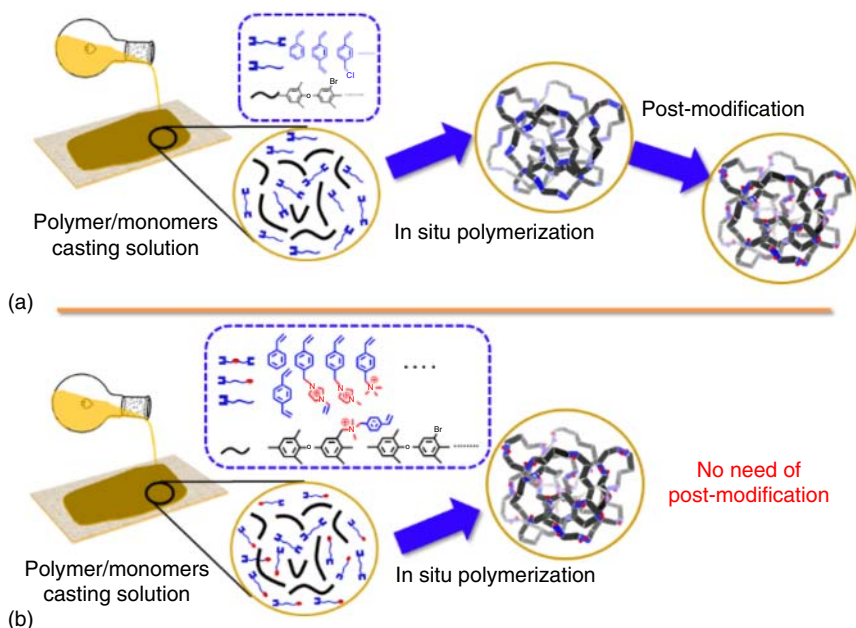 Br
Cl
o
Post-modification
Polymer/monomers
casting solution
In situ polymerization
(a)
N
N
N
N
N
⊕
⊕
⊕
N
⊕
Br
o
o
No need of
post-modification
Polymer/monomers
casting solution
In situ polymerization
(b)